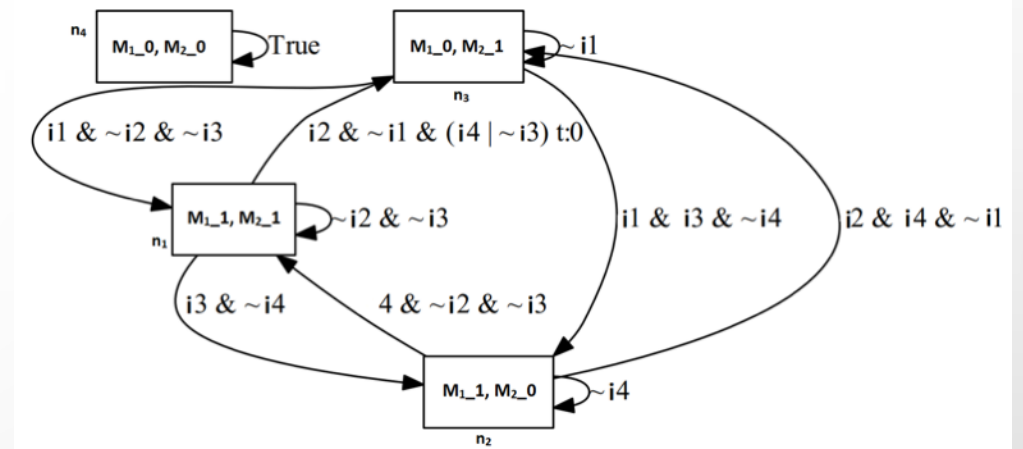 n₄
M₁_0, M₂_0
True
M₁_0, M₂_1
~ i1
n₃
i1 & ~i2 & ~i3
i2 & ~i1 & (i4 | ~i3) t:0
M₁_1, M₂_1
n₁
~i2 & ~i3
i1 & i3 & ~i4
i2 & i4 & ~ i1
i3 & ~i4
4 & ~i2 & ~i3
M₁_1, M₂_0
n₂
~i4